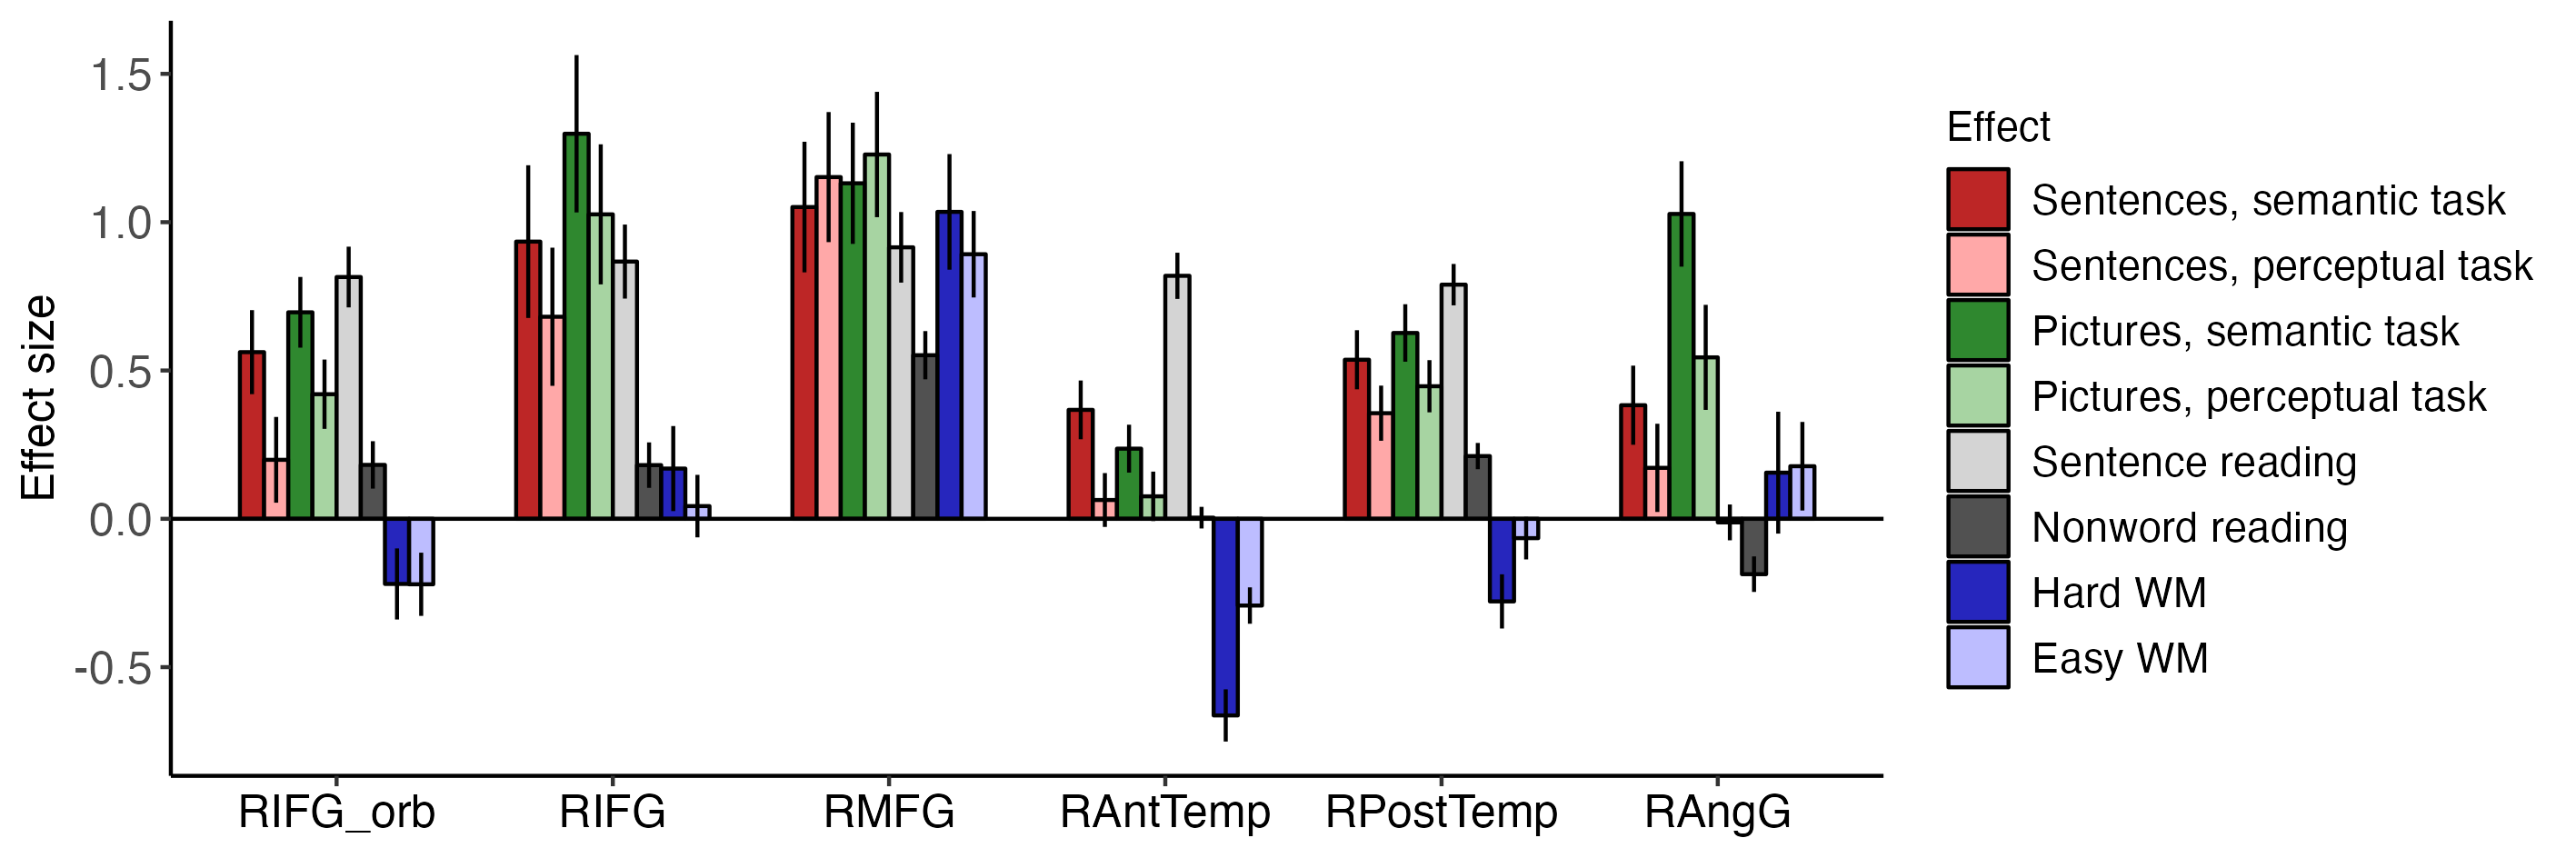 Effect size
1.5
1.0
0.5
0.0
-0.5
RIFG_orb
RIFG
RMFG
RAntTemp
RPostTemp
RAngG
Effect
Sentences, semantic task
Sentences, perceptual task
Pictures, semantic task
Pictures, perceptual task
Sentence reading
Nonword reading
Hard WM
Easy WM